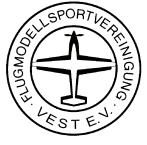 FLUGMODELLSPORTVEREINIGUNG
· VEST E.V. ·